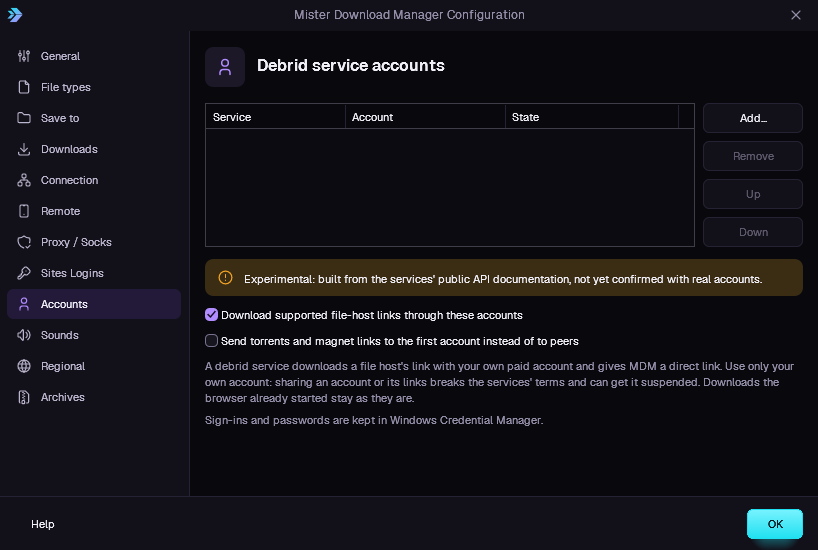 Mister Download Manager Configuration
General
File types
Save to
Downloads
Connection
Remote
Proxy / Socks
Sites Logins
Accounts
Sounds
Regional
Archives
Debrid service accounts
Service Account State
Add...
Remove
Up
Down
Experimental: built from the services' public API documentation, not yet confirmed with real accounts.
Download supported file-host links through these accounts
Send torrents and magnet links to the first account instead of to peers
A debrid service downloads a file host's link with your own paid account and gives MDM a direct link. Use only your
own account: sharing an account or its links breaks the services' terms and can get it suspended. Downloads the
browser already started stay as they are.
Sign-ins and passwords are kept in Windows Credential Manager.
Help
OK